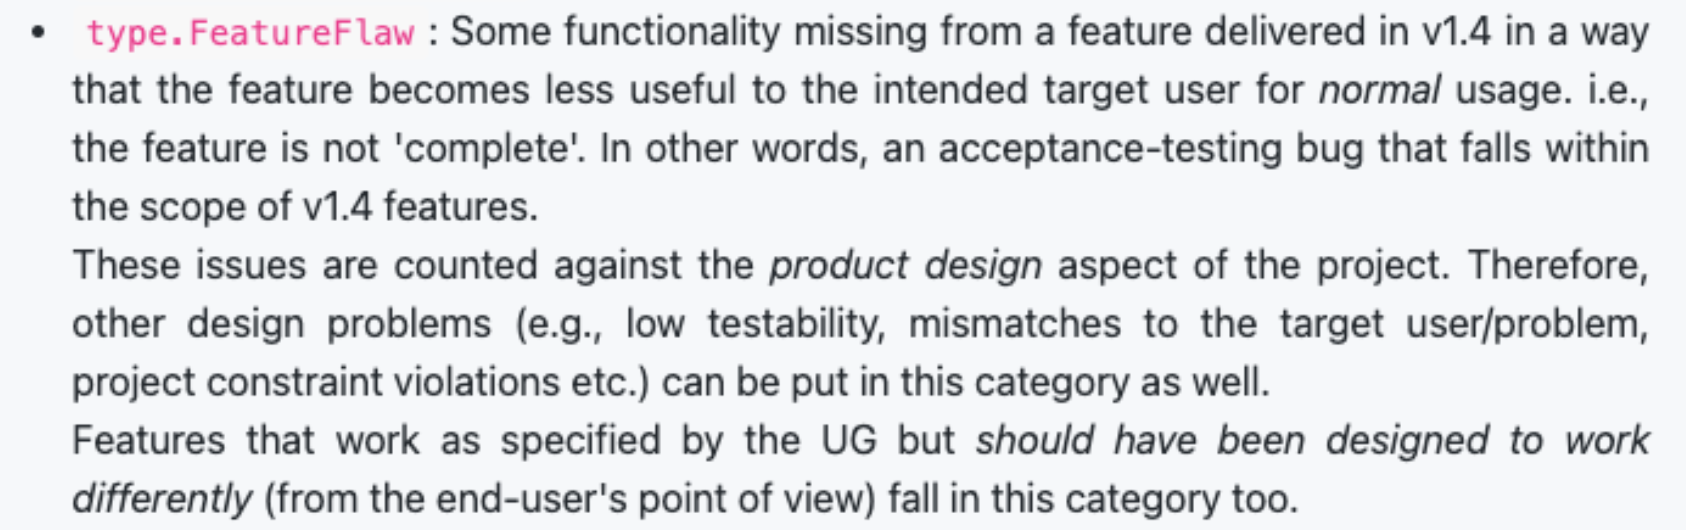 • type.FeatureFlaw : Some functionality missing from a feature delivered in v1.4 in a way
that the feature becomes less useful to the intended target user for normal usage. i.e.,
the feature is not 'complete'. In other words, an acceptance-testing bug that falls within
the scope of v1.4 features.
These issues are counted against the product design aspect of the project. Therefore,
other design problems (e.g., low testability, mismatches to the target user/problem,
project constraint violations etc.) can be put in this category as well.
Features that work as specified by the UG but should have been designed to work
differently (from the end-user's point of view) fall in this category too.